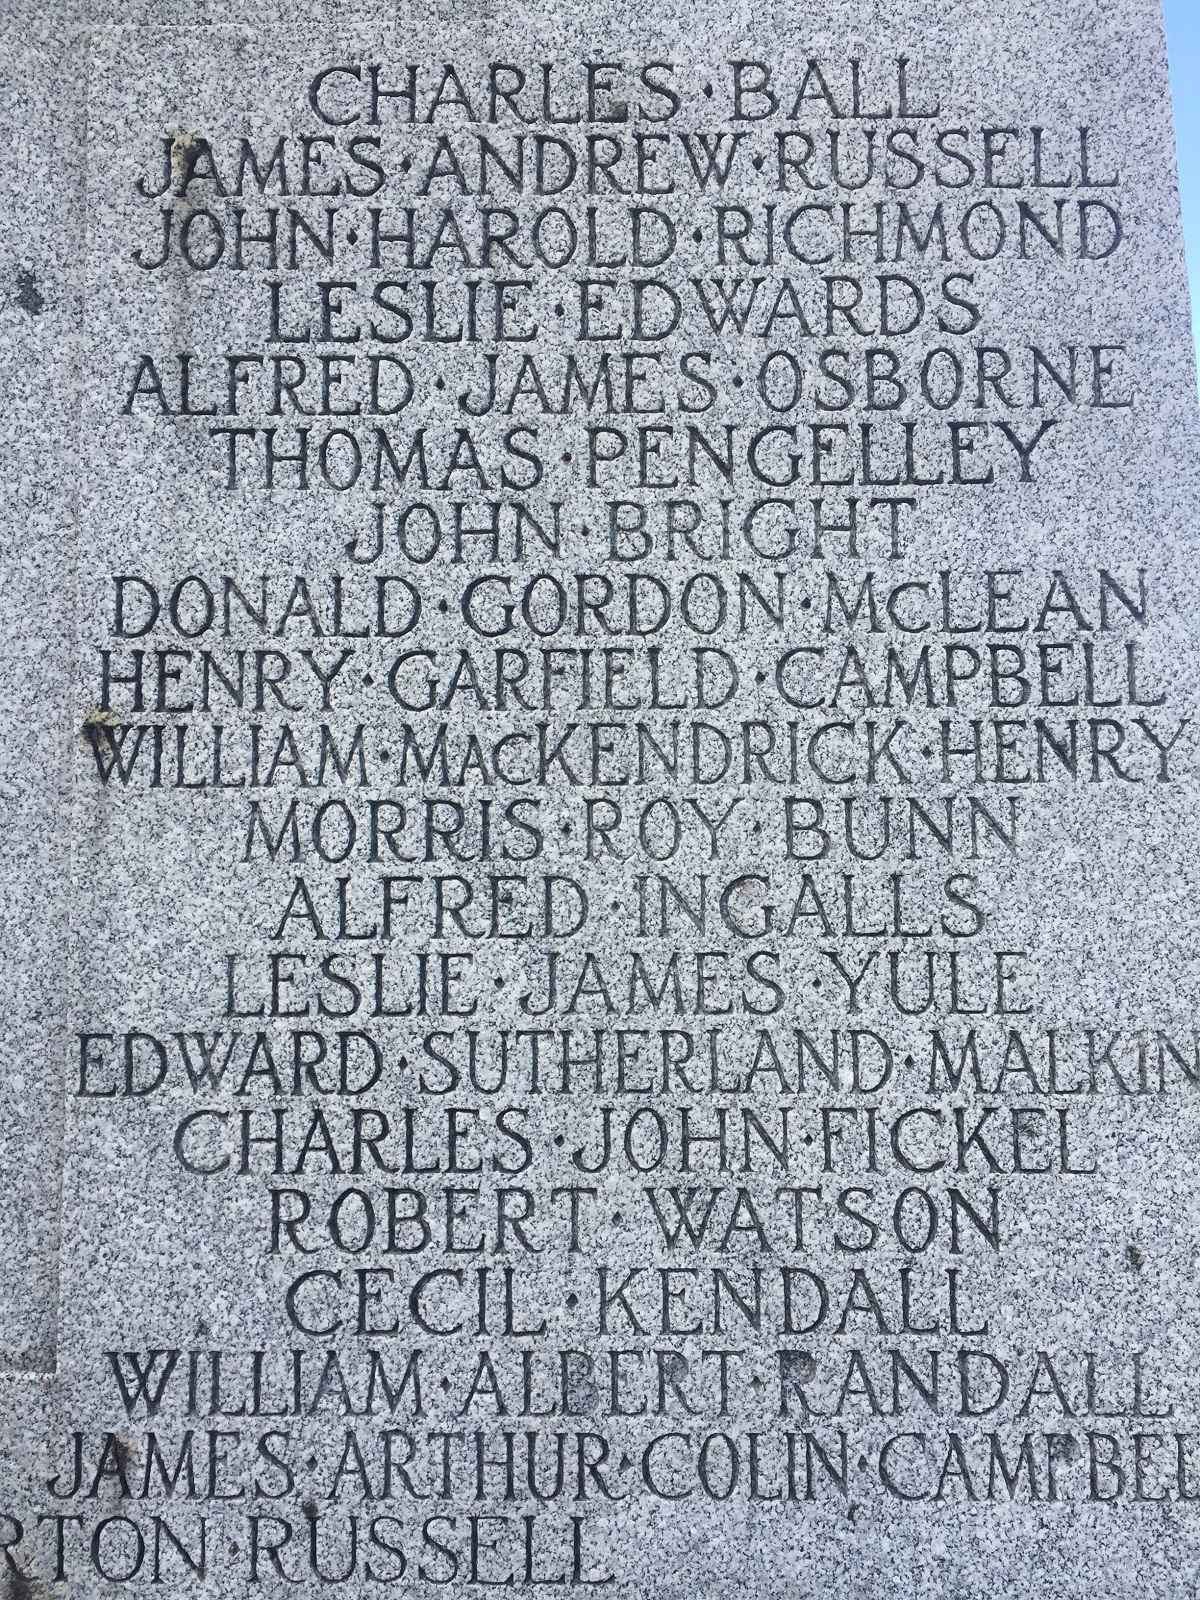 CHARLES · BALL
JAMES · ANDREW · RUSSELL
JOHN · HAROLD · RICHMOND
LESLIE · EDWARDS
ALFRED · JAMES · OSBORNE
THOMAS · PENGELLEY
JOHN · BRIGHT
DONALD · GORDON · McLEAN
HENRY · GARFIELD · CAMPBELL
WILLIAM · MacKENDRICK · HENRY
MORRIS · ROY · BUNN
ALFRED · INGALLS
LESLIE · JAMES · YULE
EDWARD · SUTHERLAND · MALKIN
CHARLES · JOHN · FICKEL
ROBERT · WATSON
CECIL · KENDALL
WILLIAM · ALBERT · RANDALL
JAMES · ARTHUR · COLIN ·
RUSSELL